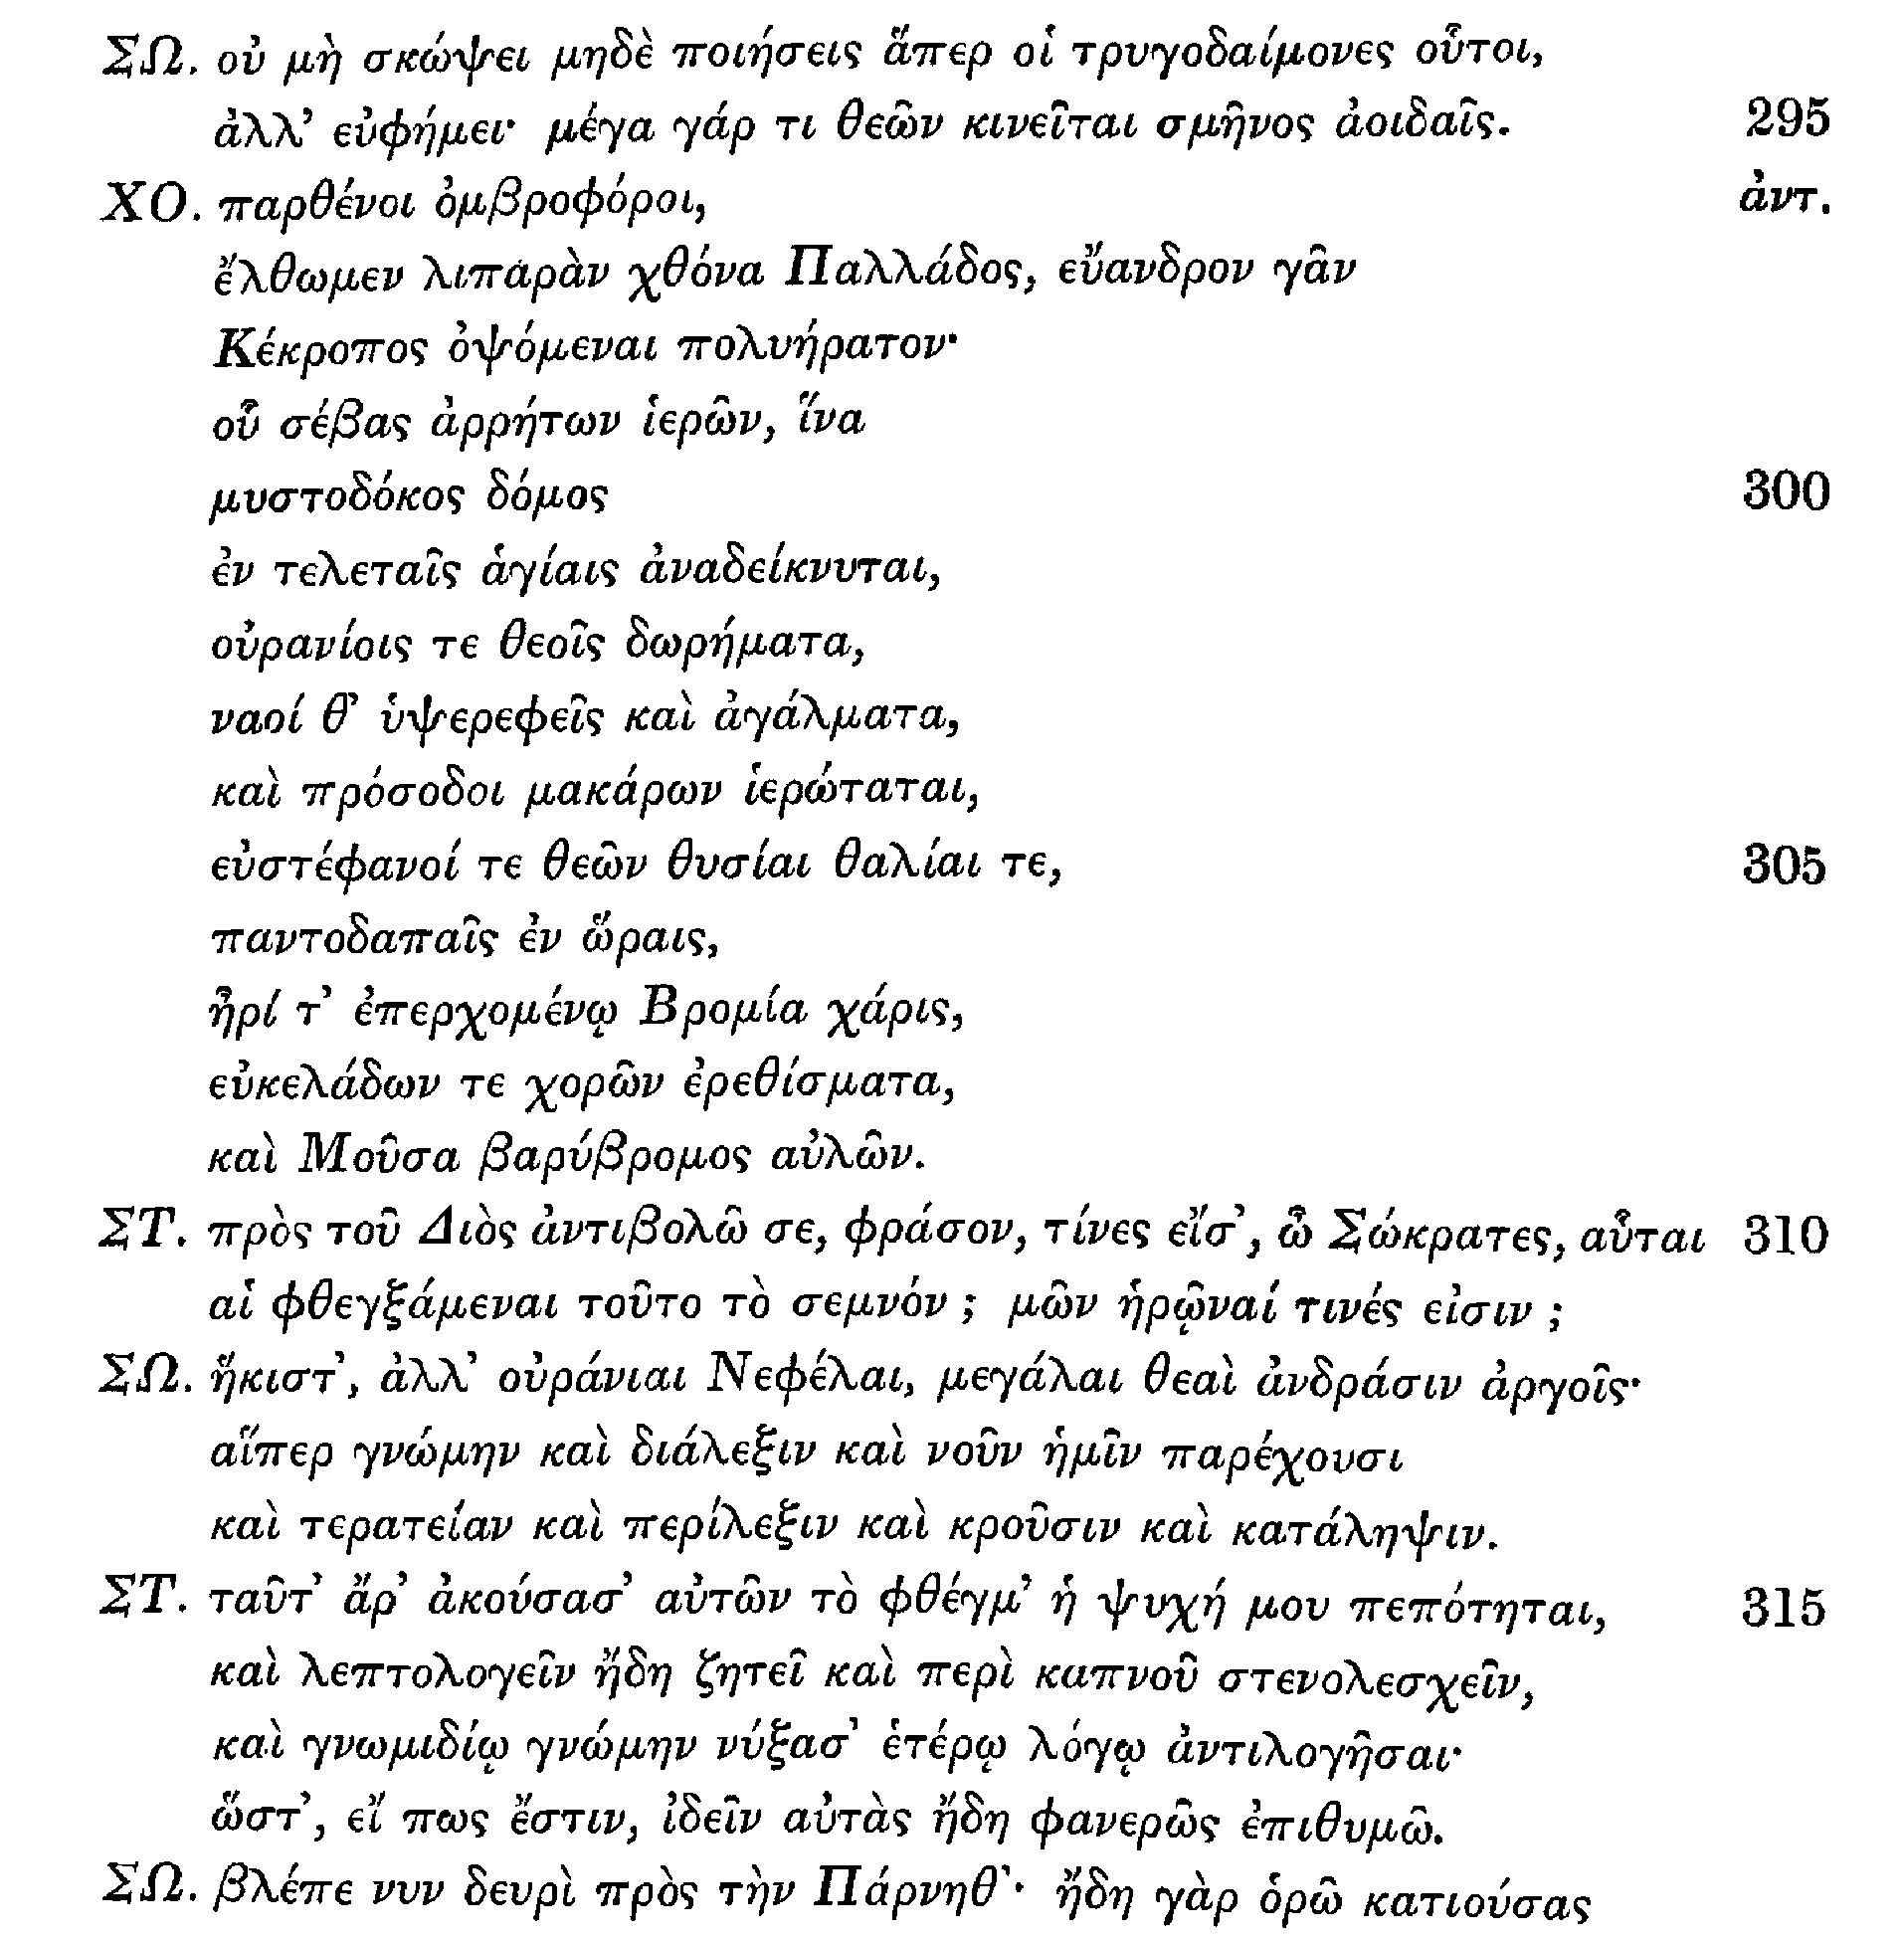 ΣΩ. οὐ μὴ σκώψει μηδὲ ποιήσεις ἅπερ οἱ τρυγοδαίμονες οὗτοι,
ἀλλ’ εὐφήμει· μέγα γάρ τι θεῶν κινεῖται σμῆνος ἀοιδαῖς. 295
ΧΟ. παρθένοι ὀμβροφόροι, ἀντ.
ἔλθωμεν λιπαρὰν χθόνα Παλλάδος, εὔανδρον γᾶν
Κέκροπος ὀψόμεναι πολυήρατον·
οὗ σέβας ἀρρήτων ἱερῶν, ἵνα
μυστοδόκος δόμος 300
ἐν τελεταῖς ἁγίαις ἀναδείκνυται,
οὐρανίοις τε θεοῖς δωρήματα,
ναοί θ’ ὑψερεφεῖς καὶ ἀγάλματα,
καὶ πρόσοδοι μακάρων ἱερώταται,
εὐστέφανοί τε θεῶν θυσίαι θαλίαι τε, 305
παντοδαπαῖς ἐν ὥραις,
ἦρί τ’ ἐπερχομένῳ Βρομία χάρις,
εὐκελάδων τε χορῶν ἐρεθίσματα,
καὶ Μοῦσα βαρύβρομος αὐλῶν.
ΣΤ. πρὸς τοῦ Διὸς ἀντιβολῶ σε, φράσον, τίνες εἴσ’, ὦ Σώκρατες, αὗται 310
αἱ φθεγξάμεναι τοῦτο τὸ σεμνόν ; μῶν ἡρῷναί τινές εἰσιν ;
ΣΩ. ἥκιστ’, ἀλλ’ οὐράνιαι Νεφέλαι, μεγάλαι θεαὶ ἀνδράσιν ἀργοῖς·
αἵπερ γνώμην καὶ διάλεξιν καὶ νοῦν ἡμῖν παρέχουσι
καὶ τερατείαν καὶ περίλεξιν καὶ κροῦσιν καὶ κατάληψιν.
ΣΤ. ταῦτ’ ἄρ’ ἀκούσασ’ αὐτῶν τὸ φθέγμ’ ἡ ψυχή μου πεπότηται, 315
καὶ λεπτολογεῖν ἤδη ζητεῖ καὶ περὶ καπνοῦ στενολεσχεῖν,
καὶ γνωμιδίῳ γνώμην νύξασ’ ἑτέρῳ λόγῳ ἀντιλογῆσαι·
ὥστ’, εἴ πως ἔστιν, ἰδεῖν αὐτὰς ἤδη φανερῶς ἐπιθυμῶ.
ΣΩ. βλέπε νυν δευρὶ πρὸς τὴν Πάρνηθ’· ἤδη γὰρ ὁρῶ κατιούσας